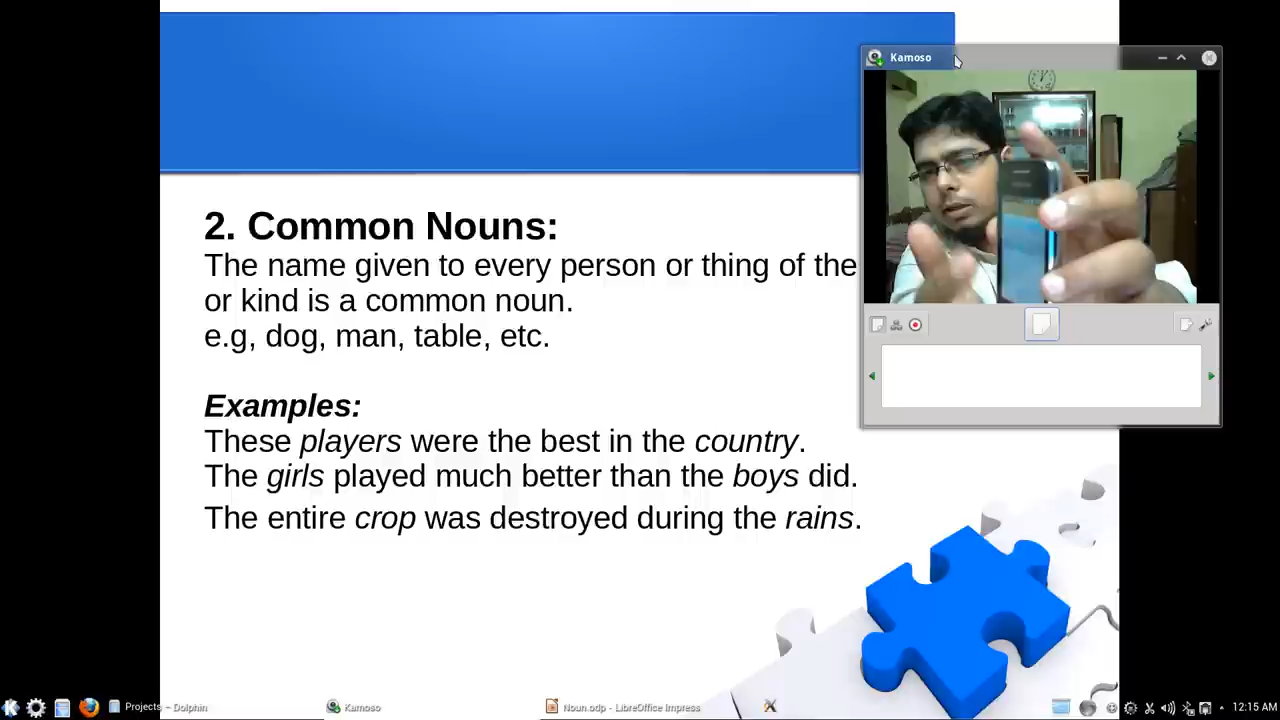 Kamoso
2. Common Nouns:
The name given to every person or thing of the
or kind is a common noun.
e.g, dog, man, table, etc.
Examples:
These players were the best in the country.
The girls played much better than the boys did.
The entire crop was destroyed during the rains.
Projects – Dolphin
Kamoso
Noun.odp - LibreOffice Impress
12:15 AM